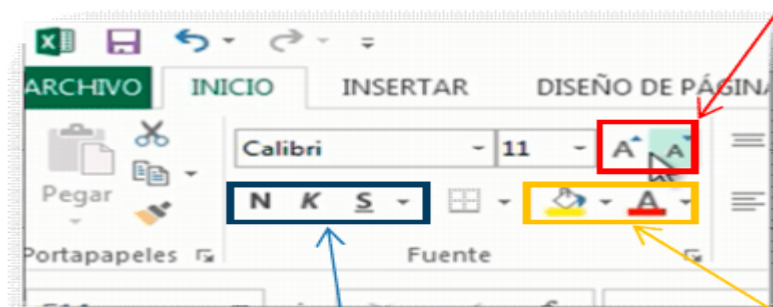 ARCHIVO INICIO INSERTAR DISEÑO DE PÁGINA
Calibri 11 A A
Pegar N K S A
Portapapeles Fuente